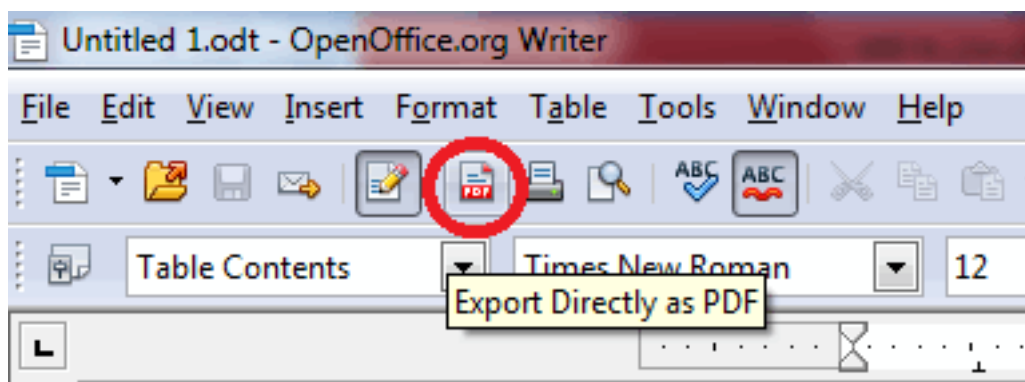 Untitled 1.odt - OpenOffice.org Writer
File Edit View Insert Format Table Tools Window Help
PDF ABC ABC
Table Contents Times New Roman 12
Export Directly as PDF